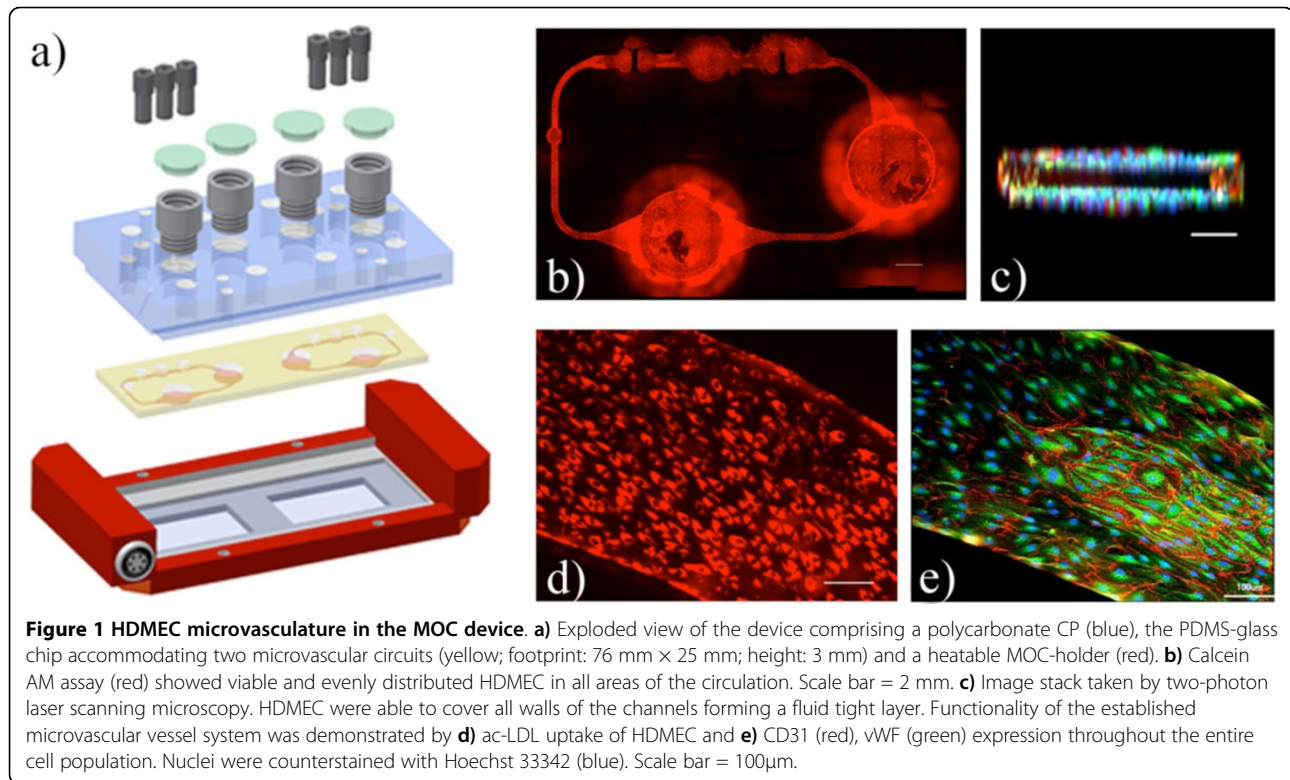 a)
b)
c)
d)
e)
100µm
Figure 1 HDMEC microvasculature in the MOC device. a) Exploded view of the device comprising a polycarbonate CP (blue), the PDMS-glass
chip accommodating two microvascular circuits (yellow; footprint: 76 mm × 25 mm; height: 3 mm) and a heatable MOC-holder (red). b) Calcein
AM assay (red) showed viable and evenly distributed HDMEC in all areas of the circulation. Scale bar = 2 mm. c) Image stack taken by two-photon
laser scanning microscopy. HDMEC were able to cover all walls of the channels forming a fluid tight layer. Functionality of the established
microvascular vessel system was demonstrated by d) ac-LDL uptake of HDMEC and e) CD31 (red), vWF (green) expression throughout the entire
cell population. Nuclei were counterstained with Hoechst 33342 (blue). Scale bar = 100µm.